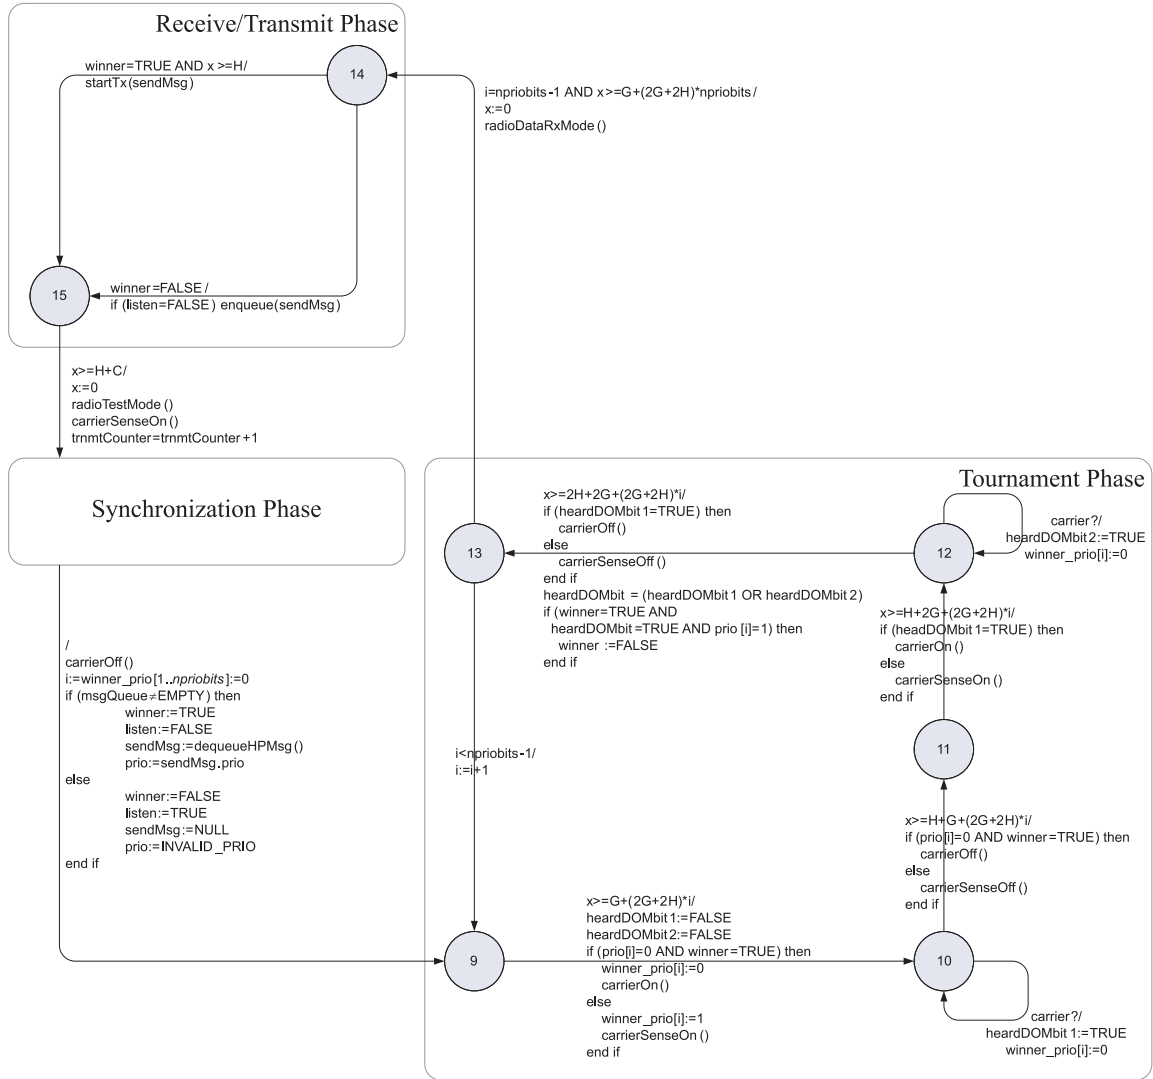 Receive/Transmit Phase
winner=TRUE AND x >=H/
startTx(sendMsg)
14
i=npriobits-1 AND x>=G+(2G+2H)*npriobits/
x:=0
radioDataRxMode()
15
winner=FALSE /
if (listen=FALSE) enqueue(sendMsg)
x>=H+C/
x:=0
radioTestMode()
carrierSenseOn()
trnmtCounter=trnmtCounter+1
Synchronization Phase
/
carrierOff()
i:=winner_prio[1..npriobits]:=0
if (msgQueue≠EMPTY) then
winner:=TRUE
listen:=FALSE
sendMsg:=dequeueHPMsg()
prio:=sendMsg.prio
else
winner:=FALSE
listen:=TRUE
sendMsg:=NULL
prio:=INVALID_PRIO
end if
Tournament Phase
x>=2H+2G+(2G+2H)*i/
if (heardDOMbit1=TRUE) then
carrierOff()
else
carrierSenseOff()
end if
heardDOMbit = (heardDOMbit1 OR heardDOMbit2)
if (winner=TRUE AND
heardDOMbit=TRUE AND prio[i]=1) then
winner :=FALSE
end if
13
12
carrier?/
heardDOMbit2:=TRUE
winner_prio[i]:=0
x>=H+2G+(2G+2H)*i/
if (headDOMbit1=TRUE) then
carrierOn()
else
carrierSenseOn()
end if
11
i<npriobits-1/
i:=i+1
x>=H+G+(2G+2H)*i/
if (prio[i]=0 AND winner=TRUE) then
carrierOff()
else
carrierSenseOff()
end if
9
x>=G+(2G+2H)*i/
heardDOMbit1:=FALSE
heardDOMbit2:=FALSE
if (prio[i]=0 AND winner=TRUE) then
winner_prio[i]:=0
carrierOn()
else
winner_prio[i]:=1
carrierSenseOn()
end if
10
carrier?/
heardDOMbit1:=TRUE
winner_prio[i]:=0